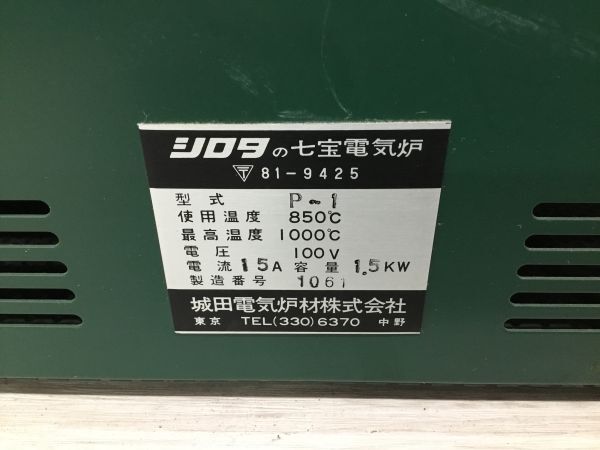 シロタの七宝電気炉
〒 81-9425
型式 P-1
使用温度 850℃
最高温度 1000℃
電圧 100V
電流 15A 容量 1.5KW
製造番号 1061
城田電気炉材株式会社
東京 TEL(330)6370 中野